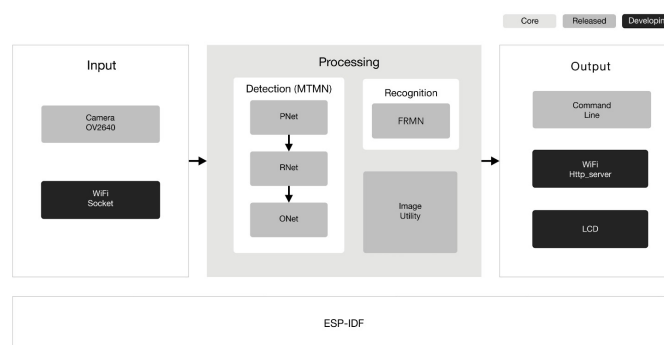 Core
Released
Developin
Input
Camera
OV2640
WiFi
Socket
Processing
Detection (MTMN)
PNet
RNet
ONet
Recognition
FRMN
Image
Utility
Output
Command
Line
WiFi
Http_server
LCD
ESP-IDF